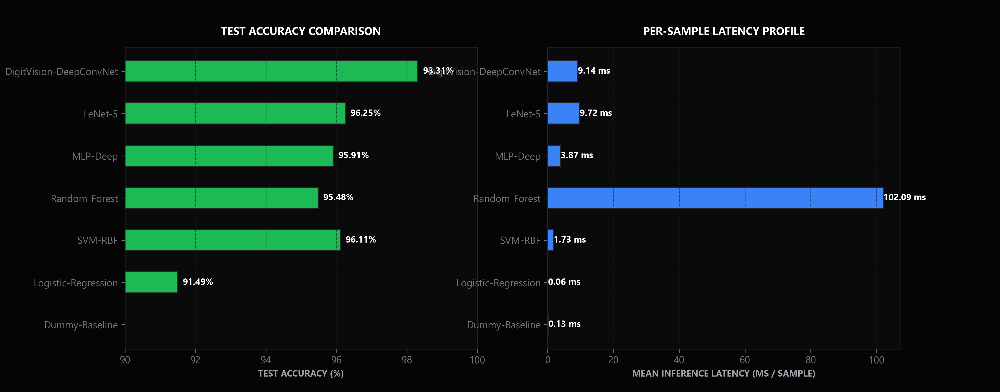 TEST ACCURACY COMPARISON
DigitVision-DeepConvNet
98.31%
LeNet-5
96.25%
MLP-Deep
95.91%
Random-Forest
95.48%
SVM-RBF
96.11%
Logistic-Regression
91.49%
Dummy-Baseline
90 92 94 96 98 100
TEST ACCURACY (%)
PER-SAMPLE LATENCY PROFILE
DigitVision-DeepConvNet
9.14 ms
LeNet-5
9.72 ms
MLP-Deep
3.87 ms
Random-Forest
102.09 ms
SVM-RBF
1.73 ms
Logistic-Regression
0.06 ms
Dummy-Baseline
0.13 ms
0 20 40 60 80 100
MEAN INFERENCE LATENCY (MS / SAMPLE)